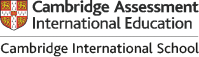 Cambridge Assessment
International Education
Cambridge International School